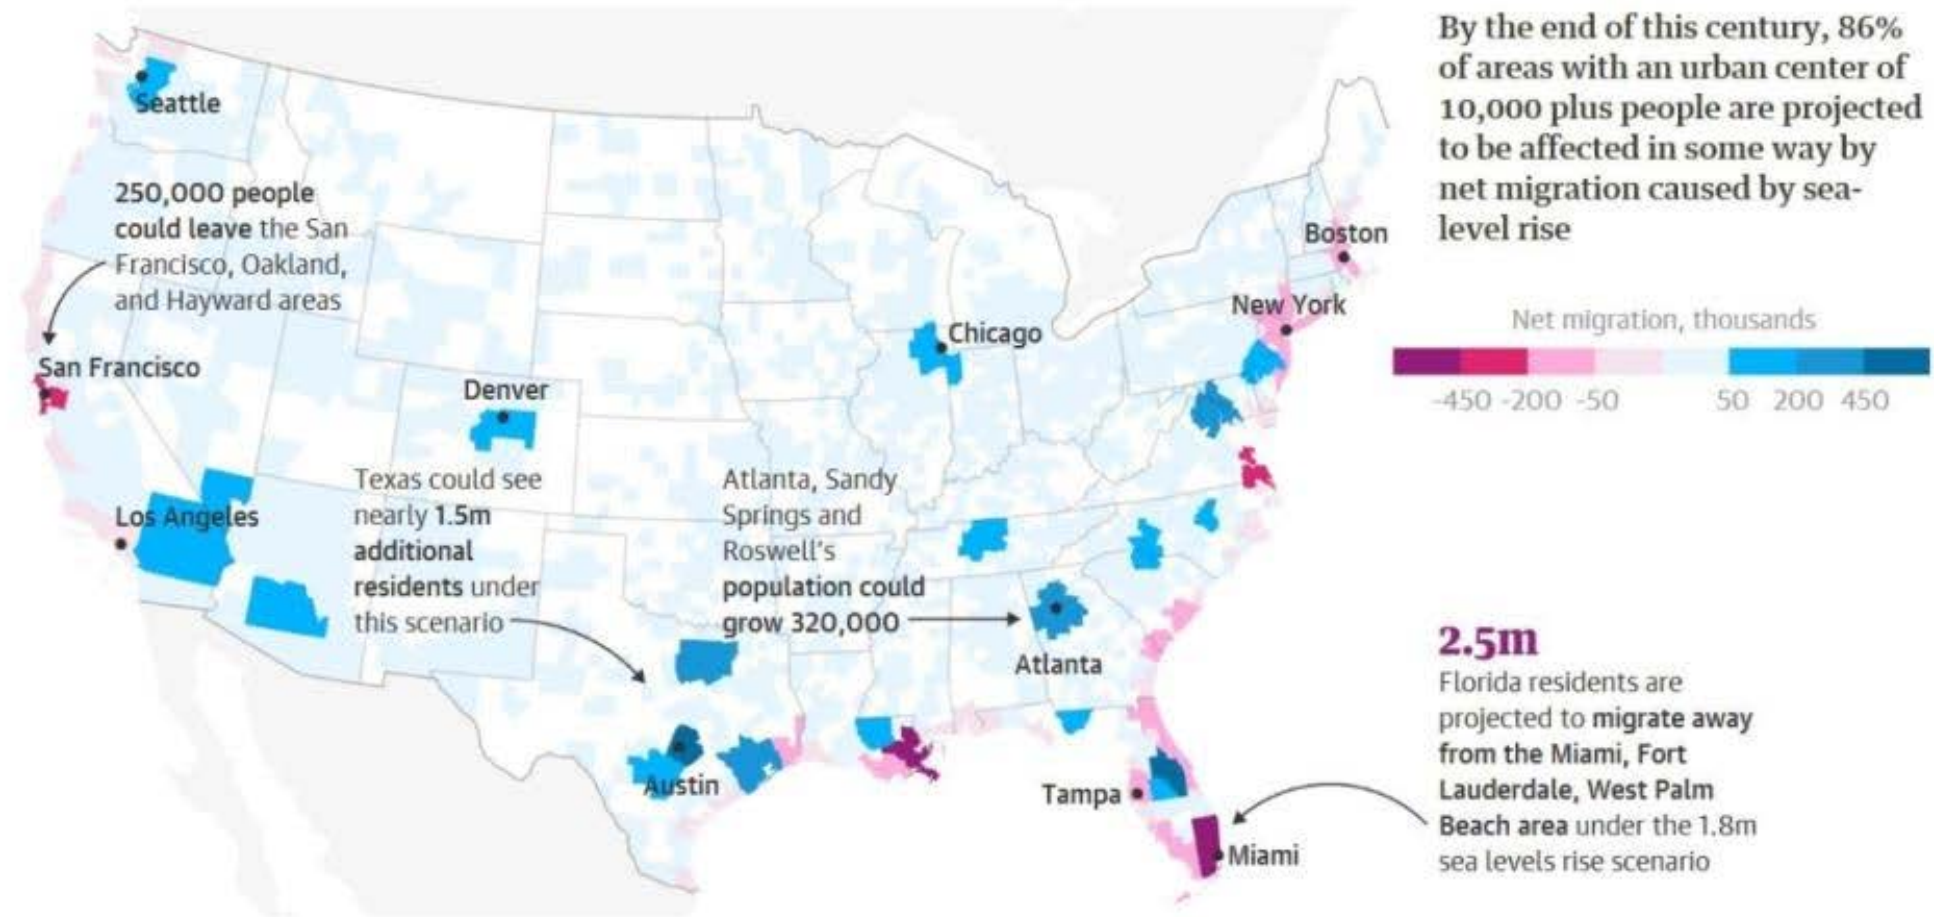 By the end of this century, 86%
of areas with an urban center of
10,000 plus people are projected
to be affected in some way by
net migration caused by sea-
level rise
Net migration, thousands
-450 -200 -50 50 200 450
Seattle
250,000 people
could leave the San
Francisco, Oakland,
and Hayward areas
San Francisco
Boston
New York
Chicago
Denver
Los Angeles
Texas could see
nearly 1.5m
additional
residents under
this scenario
Atlanta, Sandy
Springs and
Roswell's
population could
grow 320,000
Atlanta
Austin
Tampa
Miami
2.5m
Florida residents are
projected to migrate away
from the Miami, Fort
Lauderdale, West Palm
Beach area under the 1.8m
sea levels rise scenario